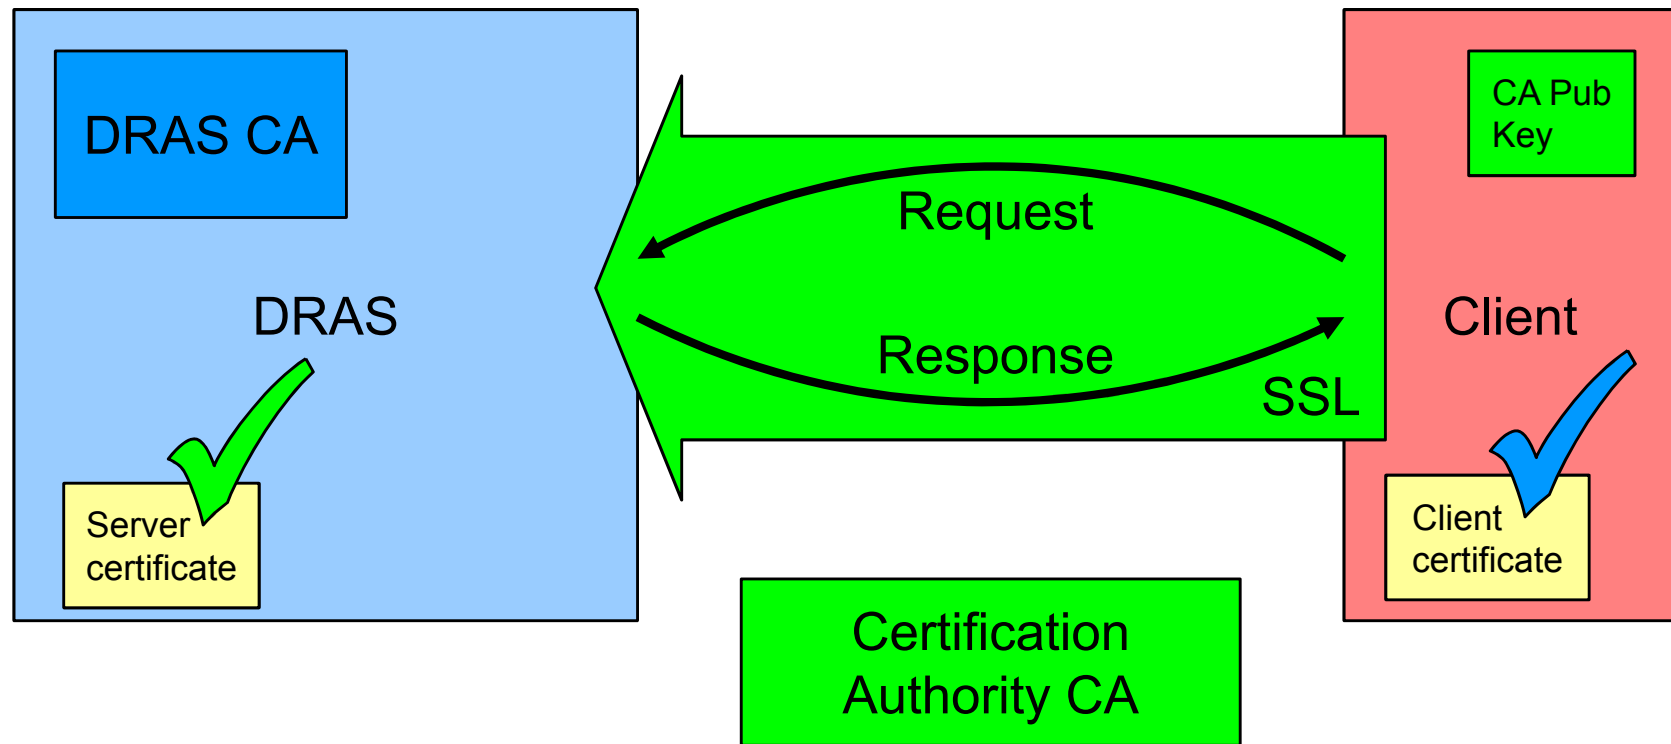 DRAS CA
CA Pub
Key
Request
DRAS
Response
SSL
Client
Server
certificate
Client
certificate
Certification
Authority CA